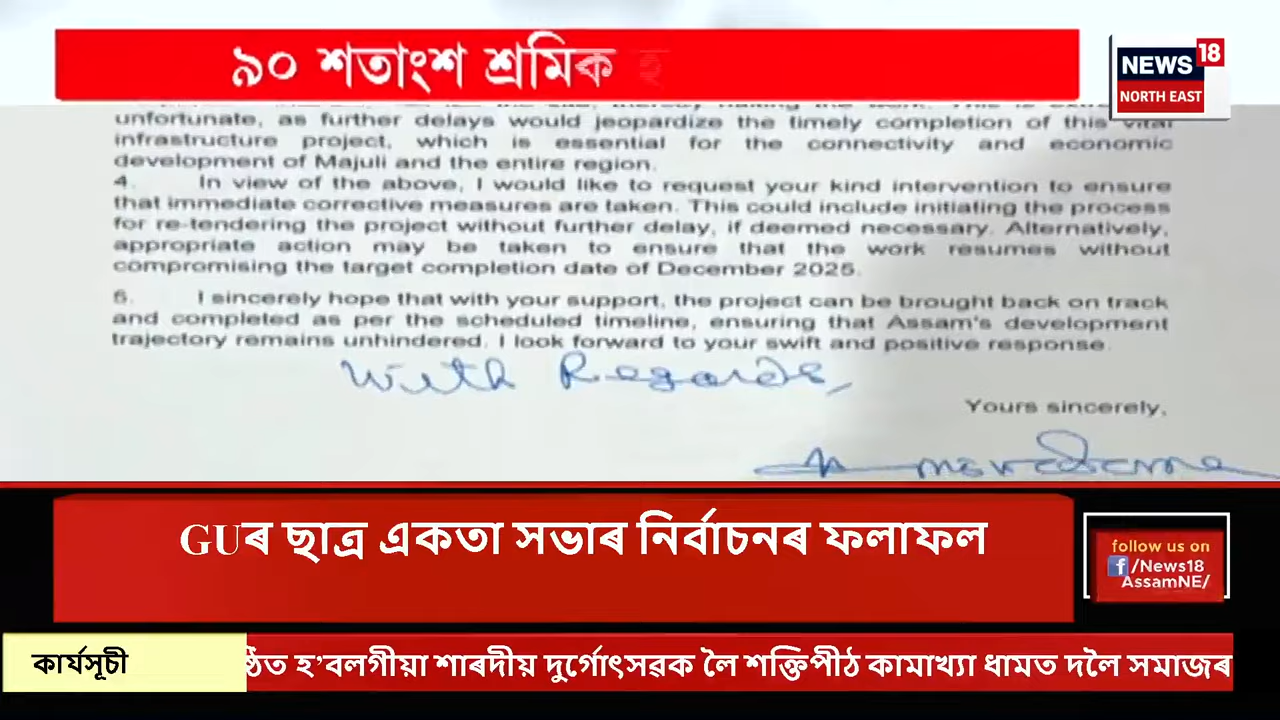 ৯০ শতাংশ শ্ৰমিক
NEWS 18
NORTH EAST
unfortunate, as further delays would jeopardize the timely completion of this vital
infrastructure project, which is essential for the connectivity and economic
development of Majuli and the entire region.
4. In view of the above, I would like to request your kind intervention to ensure
that immediate corrective measures are taken. This could include initiating the process
for re-tendering the project without further delay, if deemed necessary. Alternatively,
appropriate action may be taken to ensure that the work resumes without
compromising the target completion date of December 2025.
5. I sincerely hope that with your support, the project can be brought back on track
and completed as per the scheduled timeline, ensuring that Assam's development
trajectory remains unhindered. I look forward to your swift and positive response.
With Regards,
Yours sincerely,
GUৰ ছাত্ৰ একতা সভাৰ নিৰ্বাচনৰ ফলাফল
follow us on
/News18
AssamNE/
কাৰ্যসূচী
হ'বলগীয়া শাৰদীয় দুৰ্গোৎসৱক লৈ শক্তিপীঠ কামাখ্যা ধামত দলৈ সমাজৰ